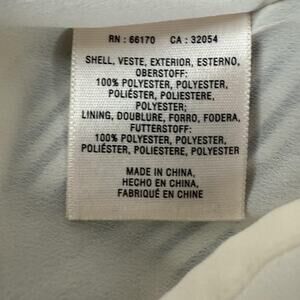 RN : 66170 CA : 32054
SHELL, VESTE, EXTERIOR, ESTERNO,
OBERSTOFF:
100% POLYESTER, POLYESTER,
POLIÉSTER, POLIESTERE,
POLYESTER;
LINING, DOUBLURE, FORRO, FODERA,
FUTTERSTOFF:
100% POLYESTER, POLYESTER,
POLIÉSTER, POLIESTERE, POLYESTER
MADE IN CHINA,
HECHO EN CHINA,
FABRIQUÉ EN CHINE